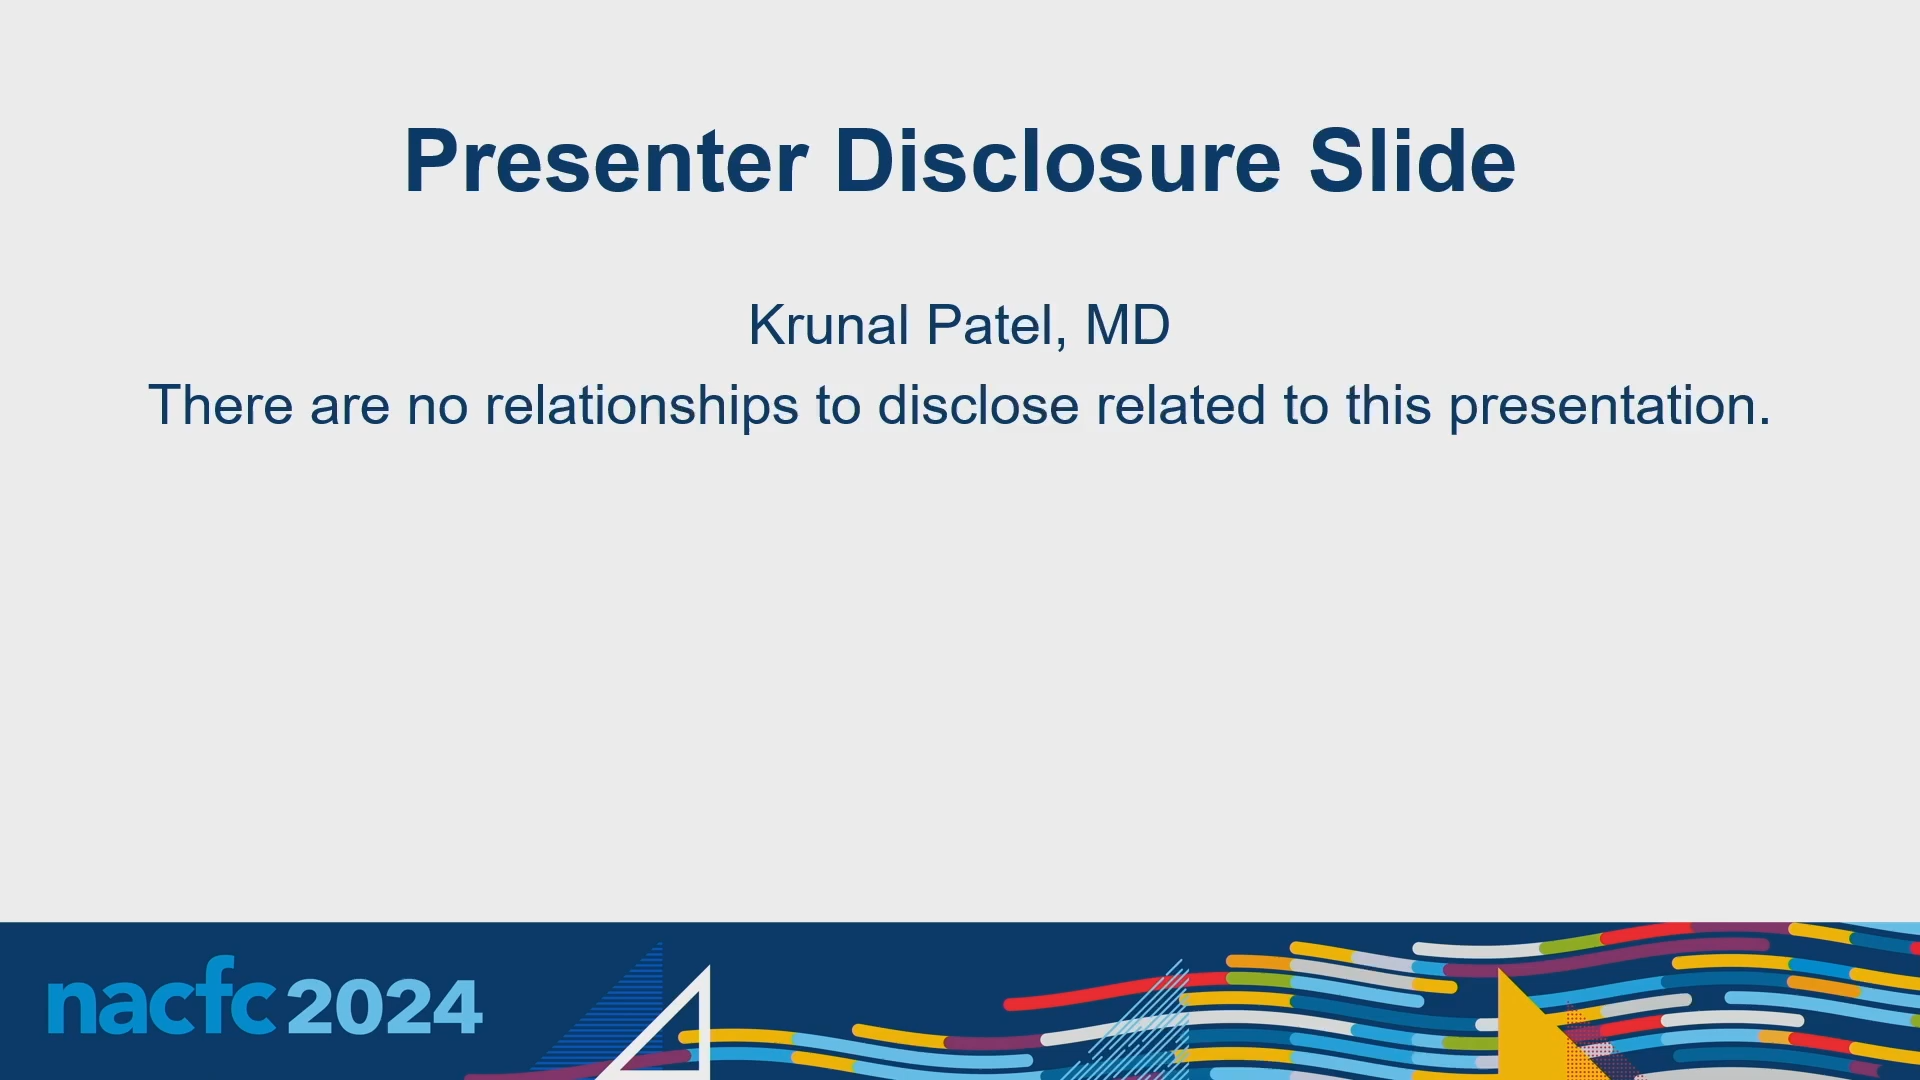 Presenter Disclosure Slide
Krunal Patel, MD
There are no relationships to disclose related to this presentation.
nacfc 2024